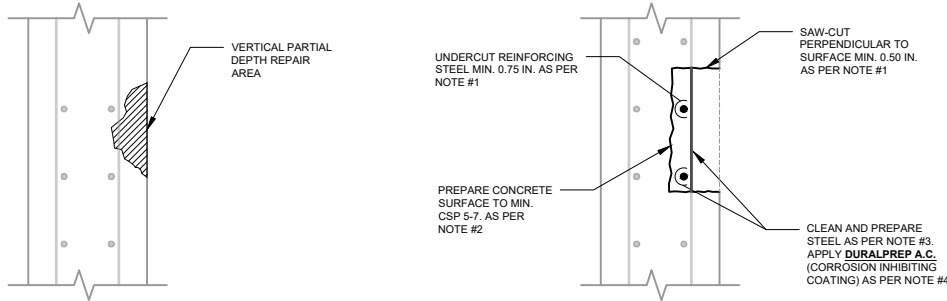 VERTICAL PARTIAL
DEPTH REPAIR
AREA
UNDERCUT REINFORCING
STEEL MIN. 0.75 IN. AS PER
NOTE #1
SAW-CUT
PERPENDICULAR TO
SURFACE MIN. 0.50 IN.
AS PER NOTE #1
PREPARE CONCRETE
SURFACE TO MIN.
CSP 5-7. AS PER
NOTE #2
CLEAN AND PREPARE
STEEL AS PER NOTE #3.
APPLY DURALPREP A.C.
(CORROSION INHIBITING
COATING) AS PER NOTE #4